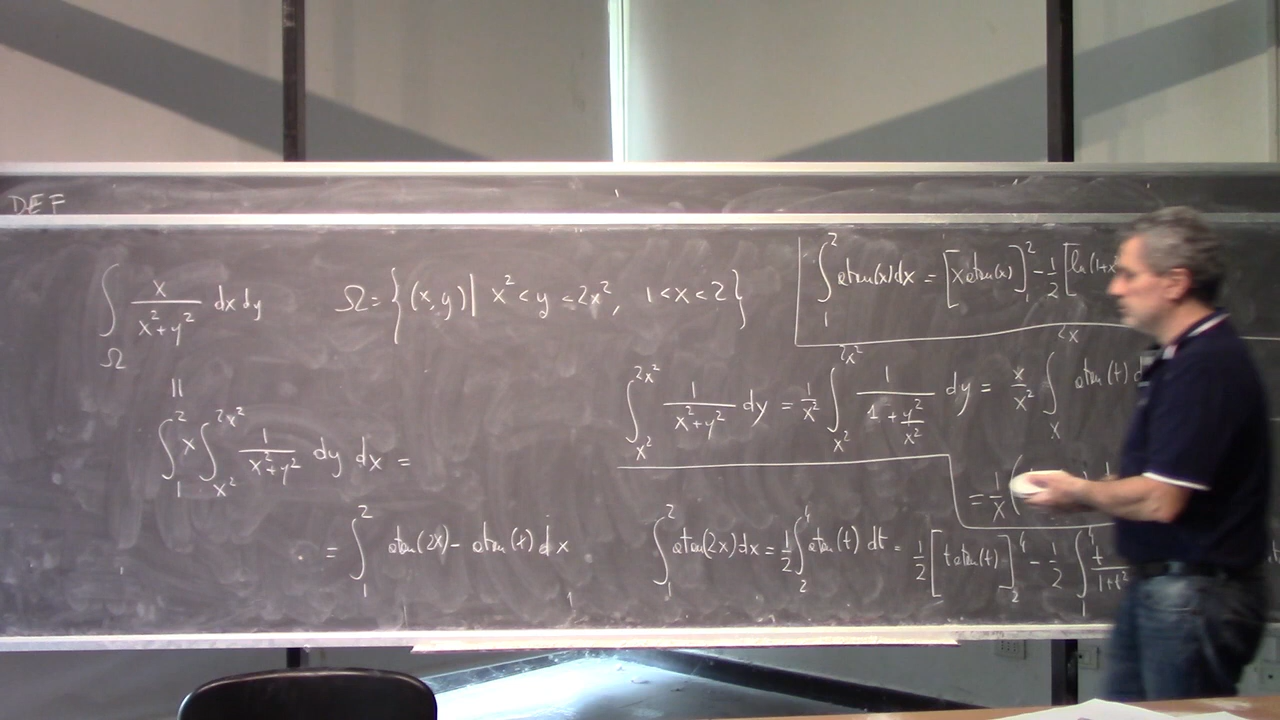 DEF
∫_Ω x/(x²+y²) dx dy   Ω = { (x,y) | x² < y < 2x², 1 < x < 2 }
∫_1^2 atan(x) dx = [x atan(x)]_1^2 - 1/2 [ln(1+x²
||
∫_1^2 x ∫_{x²}^{2x²} 1/(x²+y²) dy dx =
∫_{x²}^{2x²} 1/(x²+y²) dy = 1/x² ∫_{x²}^{2x²} 1/(1+y²/x²) dy = x/x² ∫_x^{2x} atan(t) d
= 1/x (
= ∫_1^2 atan(2x) - atan(x) dx
∫_1^2 atan(2x) dx = 1/2 ∫_2^4 atan(t) dt = 1/2 [t atan(t)]_2^4 - 1/2 ∫_1^4 t/(1+t²